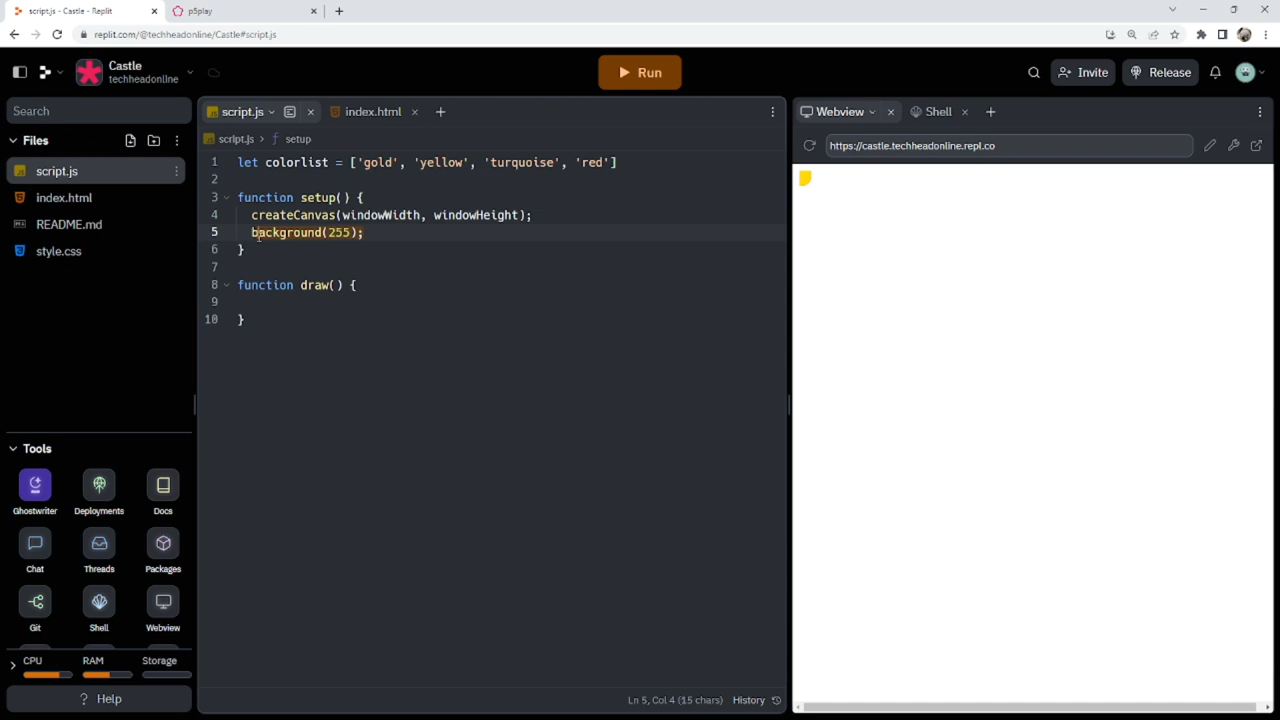 script.js - Castle - Replit
p5play
replit.com/@techheadonline/Castle#script.js
Castle
techheadonline
Run
Invite
Release
Search
Files
script.js
index.html
README.md
style.css
script.js
index.html
script.js > setup
1 let colorlist = ['gold', 'yellow', 'turquoise', 'red']
2
3 function setup() {
4 createCanvas(windowWidth, windowHeight);
5 background(255);
6 }
7
8 function draw() {
9
10 }
Ln 5, Col 4 (15 chars) History
Webview
Shell
https://castle.techheadonline.repl.co
Tools
Ghostwriter Deployments Docs
Chat Threads Packages
Git Shell Webview
CPU RAM Storage
? Help